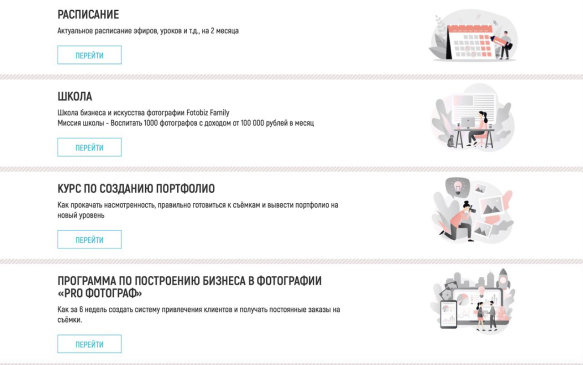 РАСПИСАНИЕ
Актуальное расписание эфиров, уроков и т.д., на 2 месяца
ПЕРЕЙТИ
ШКОЛА
Школа бизнеса и искусства фотографии Fotobiz Family
Миссия школы - Воспитать 1000 фотографов с доходом от 100 000 рублей в месяц
ПЕРЕЙТИ
КУРС ПО СОЗДАНИЮ ПОРТФОЛИО
Как прокачать насмотренность, правильно готовиться к съёмкам и вывести портфолио на
новый уровень
ПЕРЕЙТИ
ПРОГРАММА ПО ПОСТРОЕНИЮ БИЗНЕСА В ФОТОГРАФИИ
«PRO ФОТОГРАФ»
Как за 6 недель создать систему привлечения клиентов и получать постоянные заказы на
съёмки.
ПЕРЕЙТИ